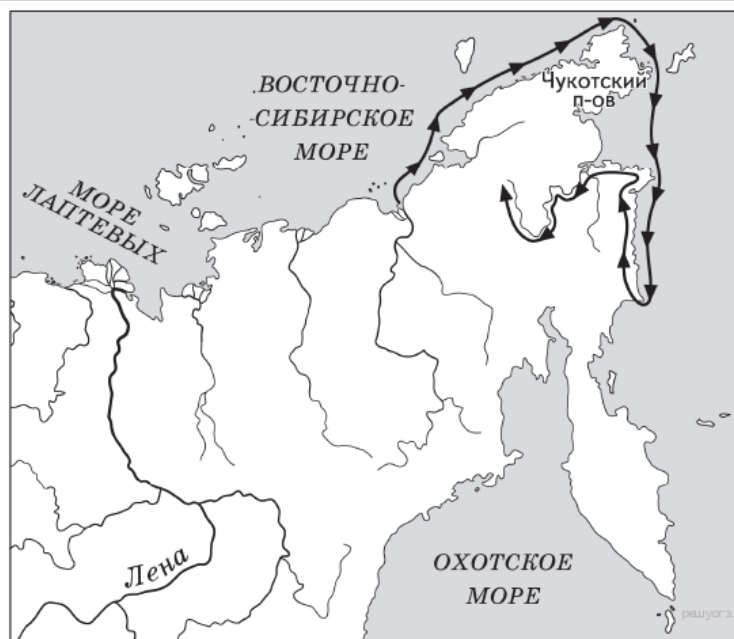 ВОСТОЧНО-
-СИБИРСКОЕ
МОРЕ
Чукотский
п-ов
МОРЕ
ЛАПТЕВЫХ
Лена
ОХОТСКОЕ
МОРЕ